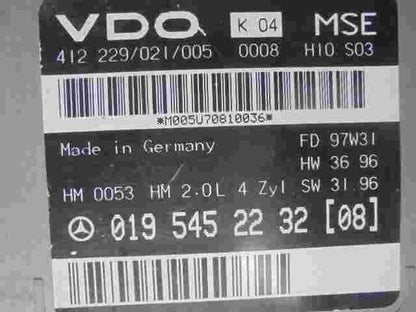 VDO K 04 MSE
412 229/021/005 0008 H10 S03
*M005U70810036*
Made in Germany FD 97W31
HW 36 96
HM 0053 HM 2.0L 4 Zyl SW 31 96
019 545 22 32 [08]